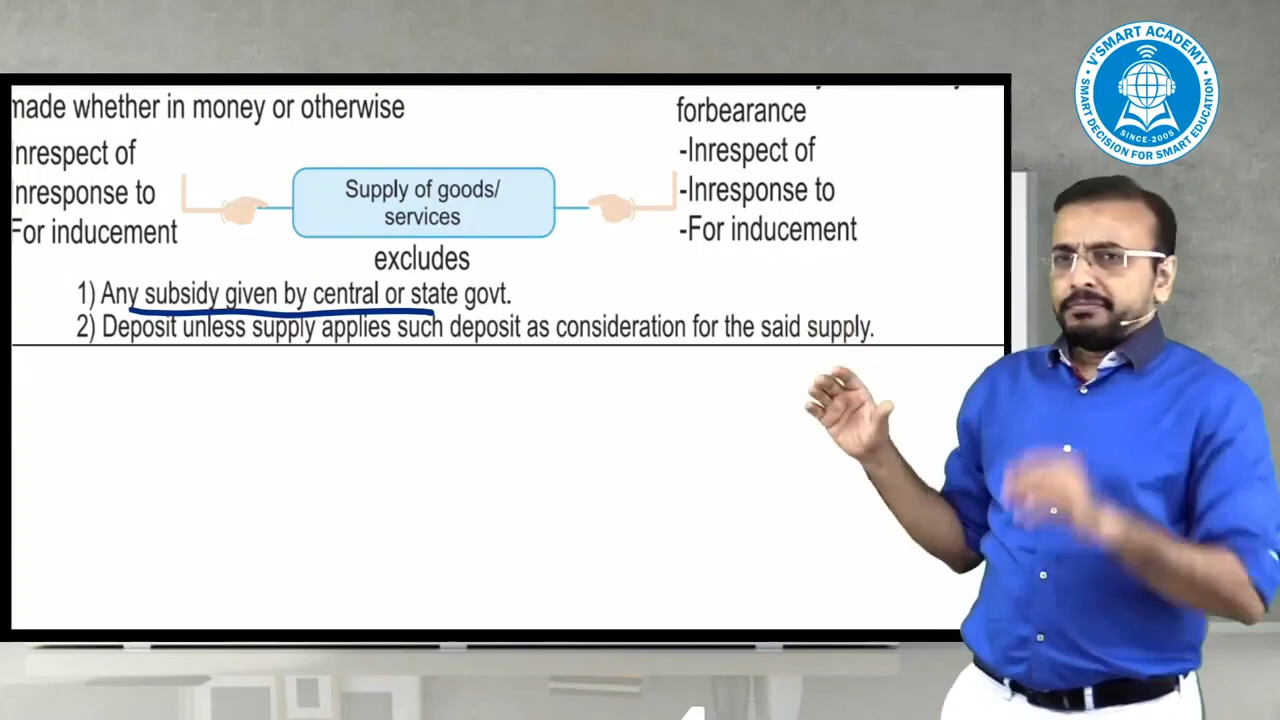 made whether in money or otherwise
forbearance
nrespect of
nresponse to
For inducement
Supply of goods/
services
-Inrespect of
-Inresponse to
-For inducement
excludes
1) Any subsidy given by central or state govt.
2) Deposit unless supply applies such deposit as consideration for the said supply.
V'SMART ACADEMY
SINCE-2005
SMART DECISION FOR SMART EDUCATION